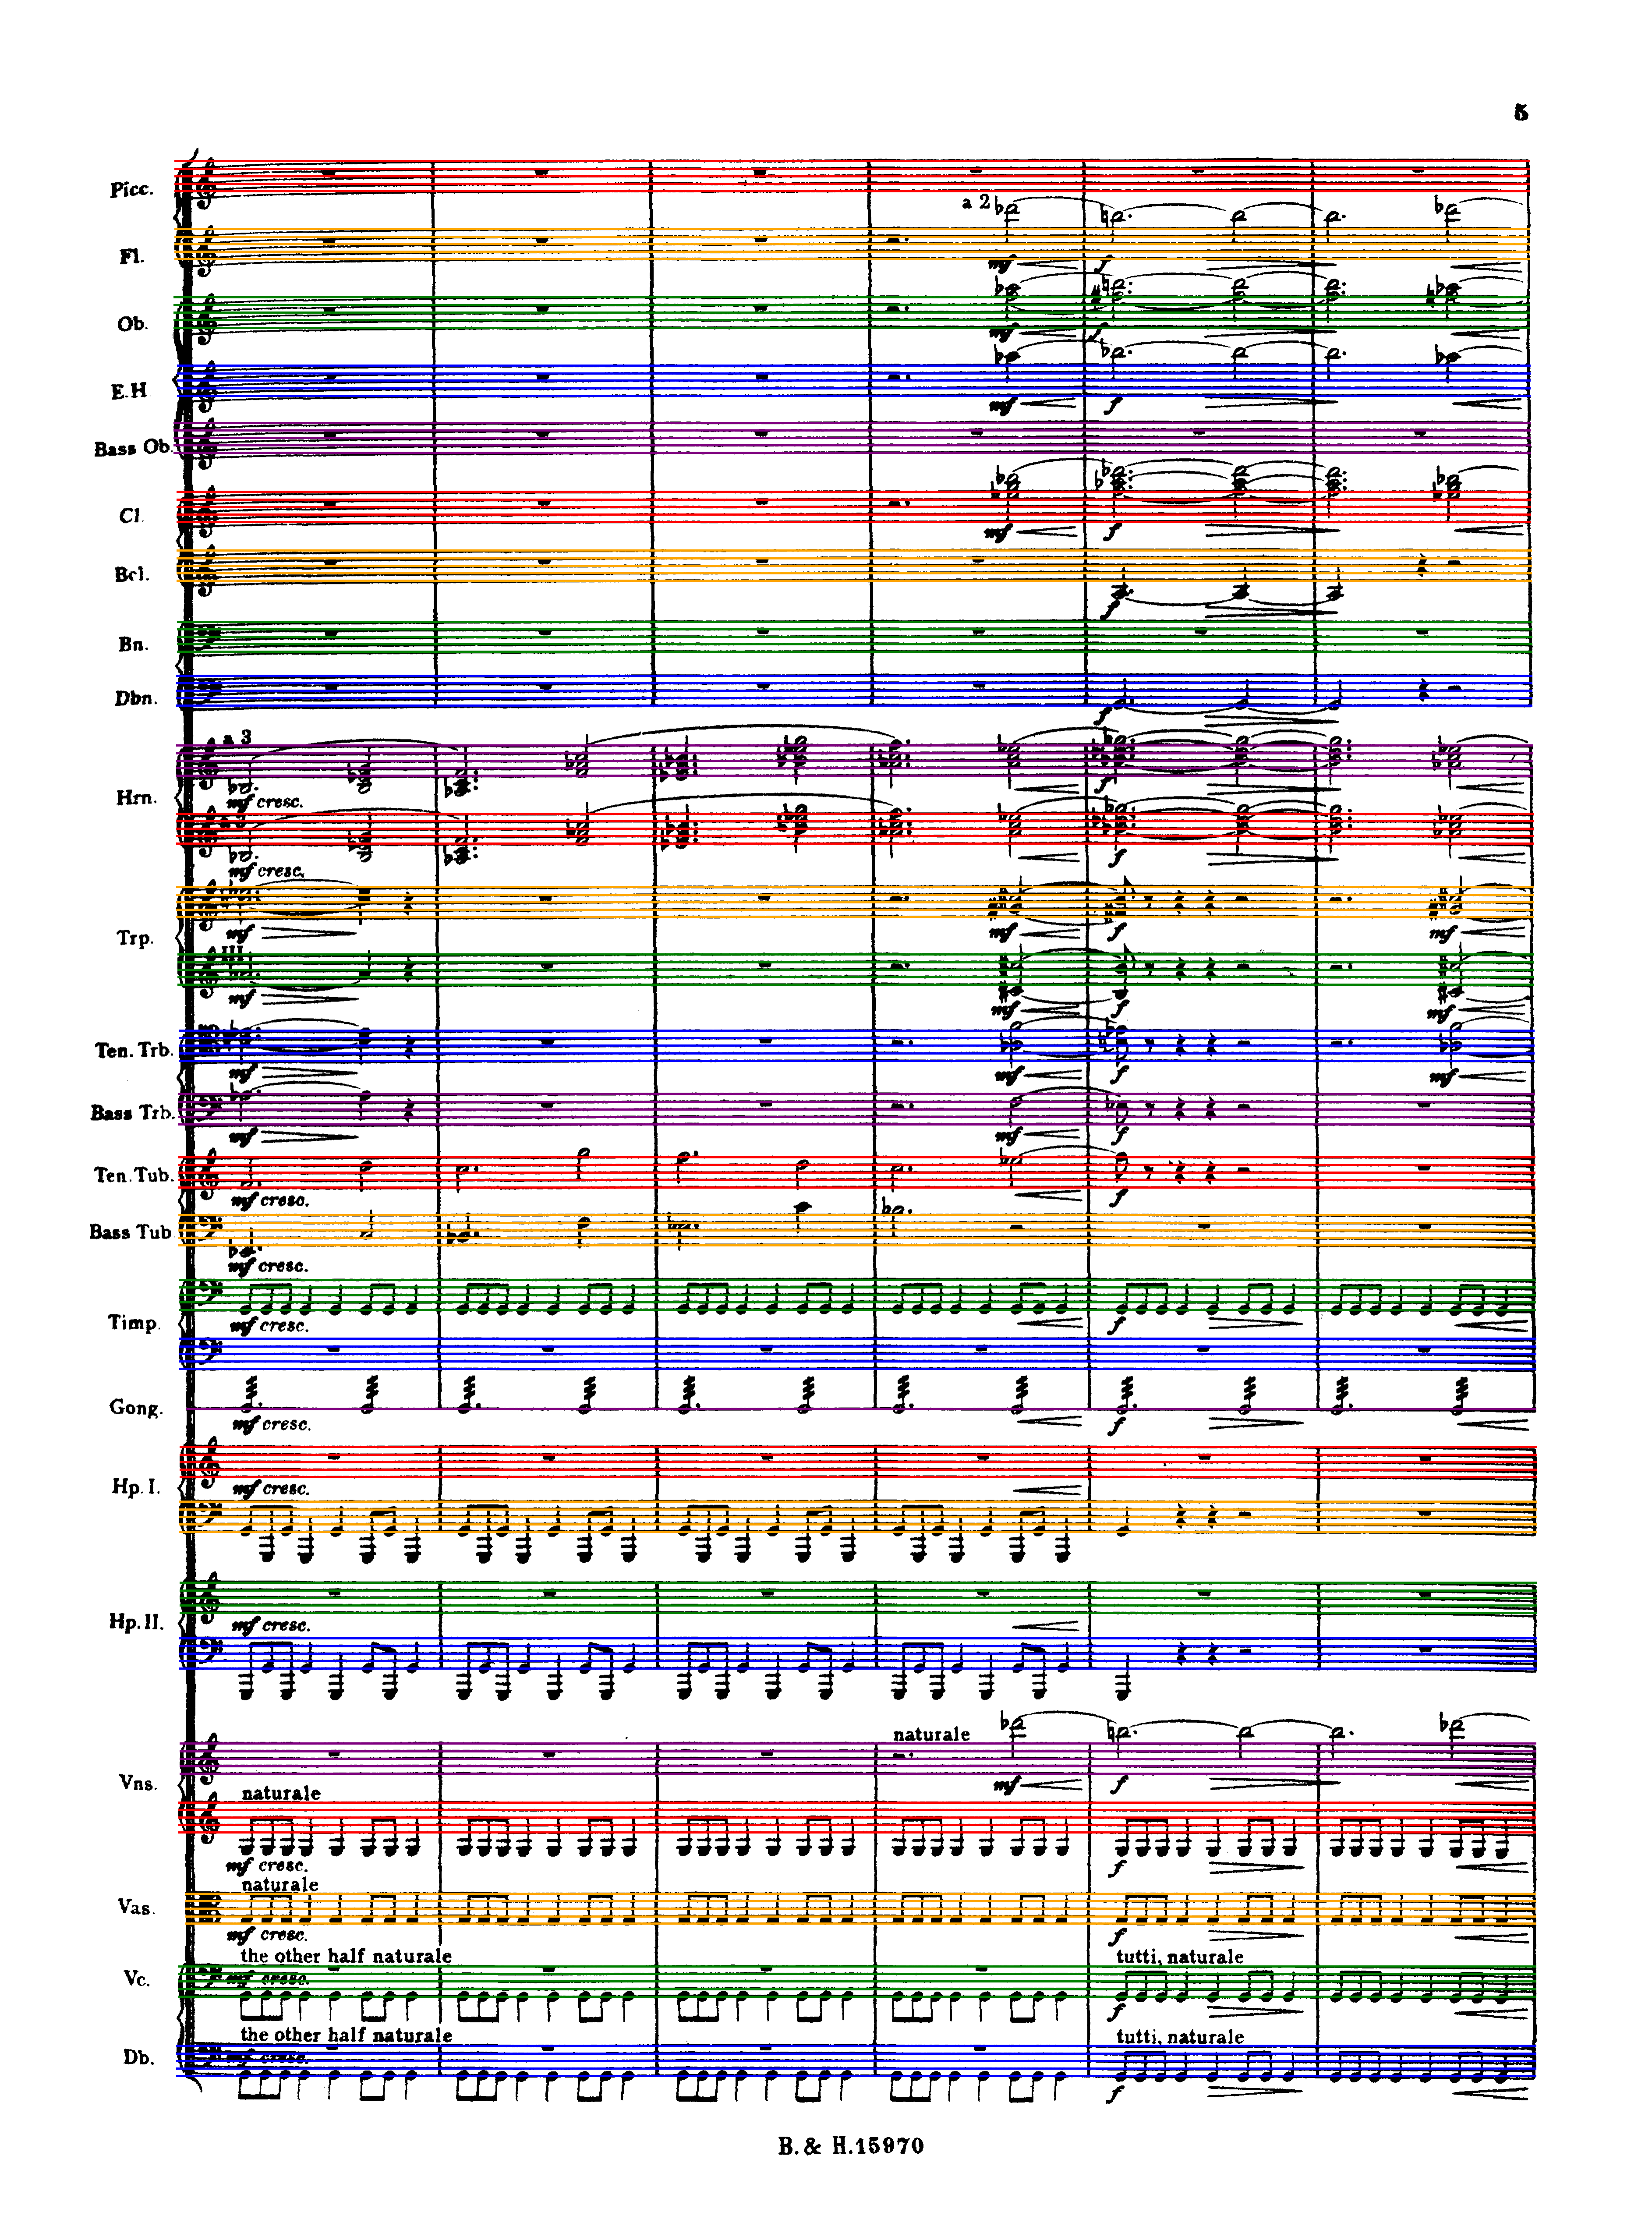 5
Picc.
a 2
Fl.
mf f
Ob.
mf f
E.H
mf f
Bass Ob.
Cl.
mf f
Bcl.
f
Bn.
Dbn.
f
a 3
Hrn.
mf cresc. f
a 3
mf cresc. f
Trp.
mf mf f mf
III
mf mf f mf
Ten. Trb.
mf mf f mf
Bass Trb.
mf mf f
Ten. Tub.
mf cresc. f
Bass Tub.
mf cresc.
Timp.
mf cresc. f
Gong.
mf cresc. f
Hp. I.
mf cresc.
Hp. II.
mf cresc.
naturale
Vns.
mf f
naturale
mf cresc. f
naturale
Vas.
mf cresc. f
the other half naturale tutti, naturale
Vc.
mf cresc. f
the other half naturale tutti, naturale
Db.
mf cresc. f
B. & H. 15970